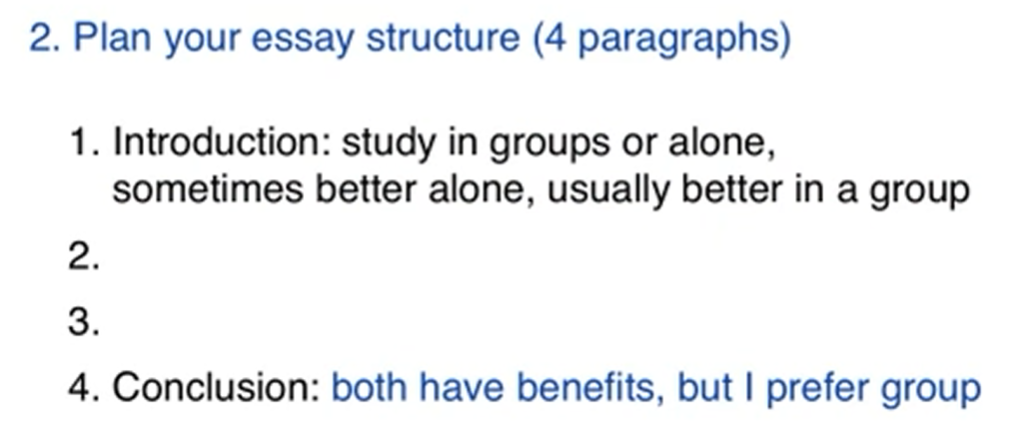 2. Plan your essay structure (4 paragraphs)
1. Introduction: study in groups or alone,
sometimes better alone, usually better in a group
2.
3.
4. Conclusion: both have benefits, but I prefer group